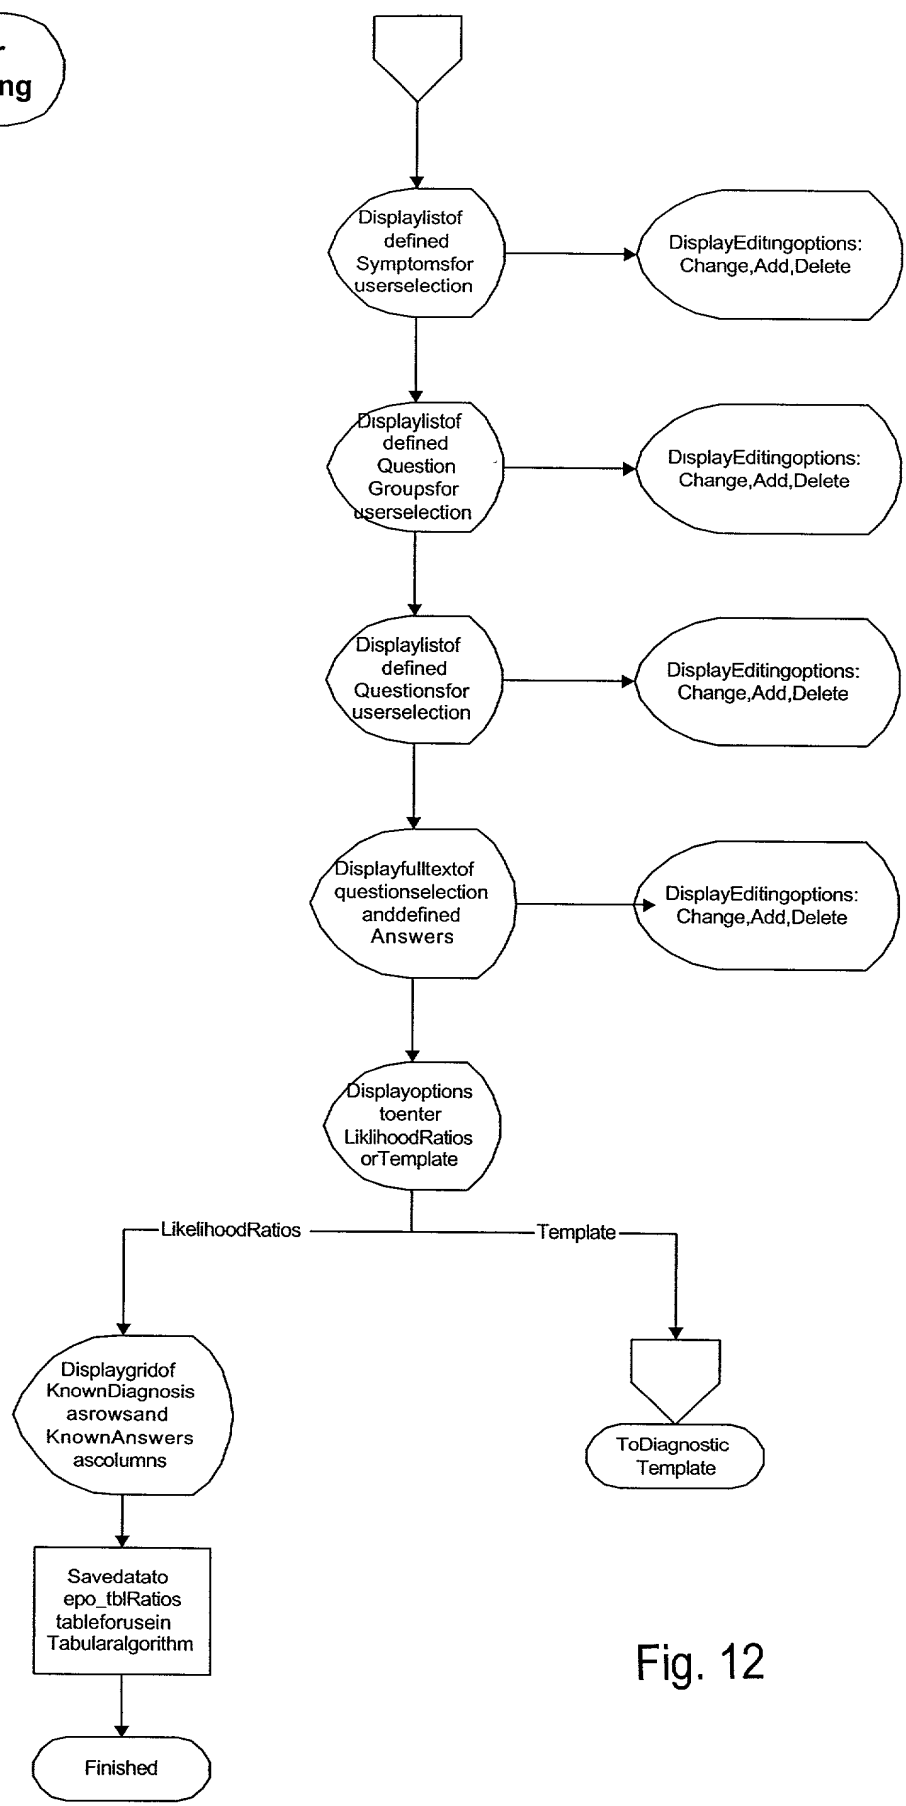 r
ng
Displaylistof
defined
Symptomsfor
userselection
DisplayEditingoptions:
Change,Add,Delete
Displaylistof
defined
Question
Groupsfor
userselection
DisplayEditingoptions:
Change,Add,Delete
Displaylistof
defined
Questionsfor
userselection
DisplayEditingoptions:
Change,Add,Delete
Displayfulltextof
questionselection
anddefined
Answers
DisplayEditingoptions:
Change,Add,Delete
Displayoptions
toenter
LiklihoodRatios
orTemplate
LikelihoodRatios
Template
Displaygridof
KnownDiagnosis
asrowsand
KnownAnswers
ascolumns
ToDiagnostic
Template
Savedatato
epo_tblRatios
tableforusein
Tabularalgorithm
Finished
Fig. 12